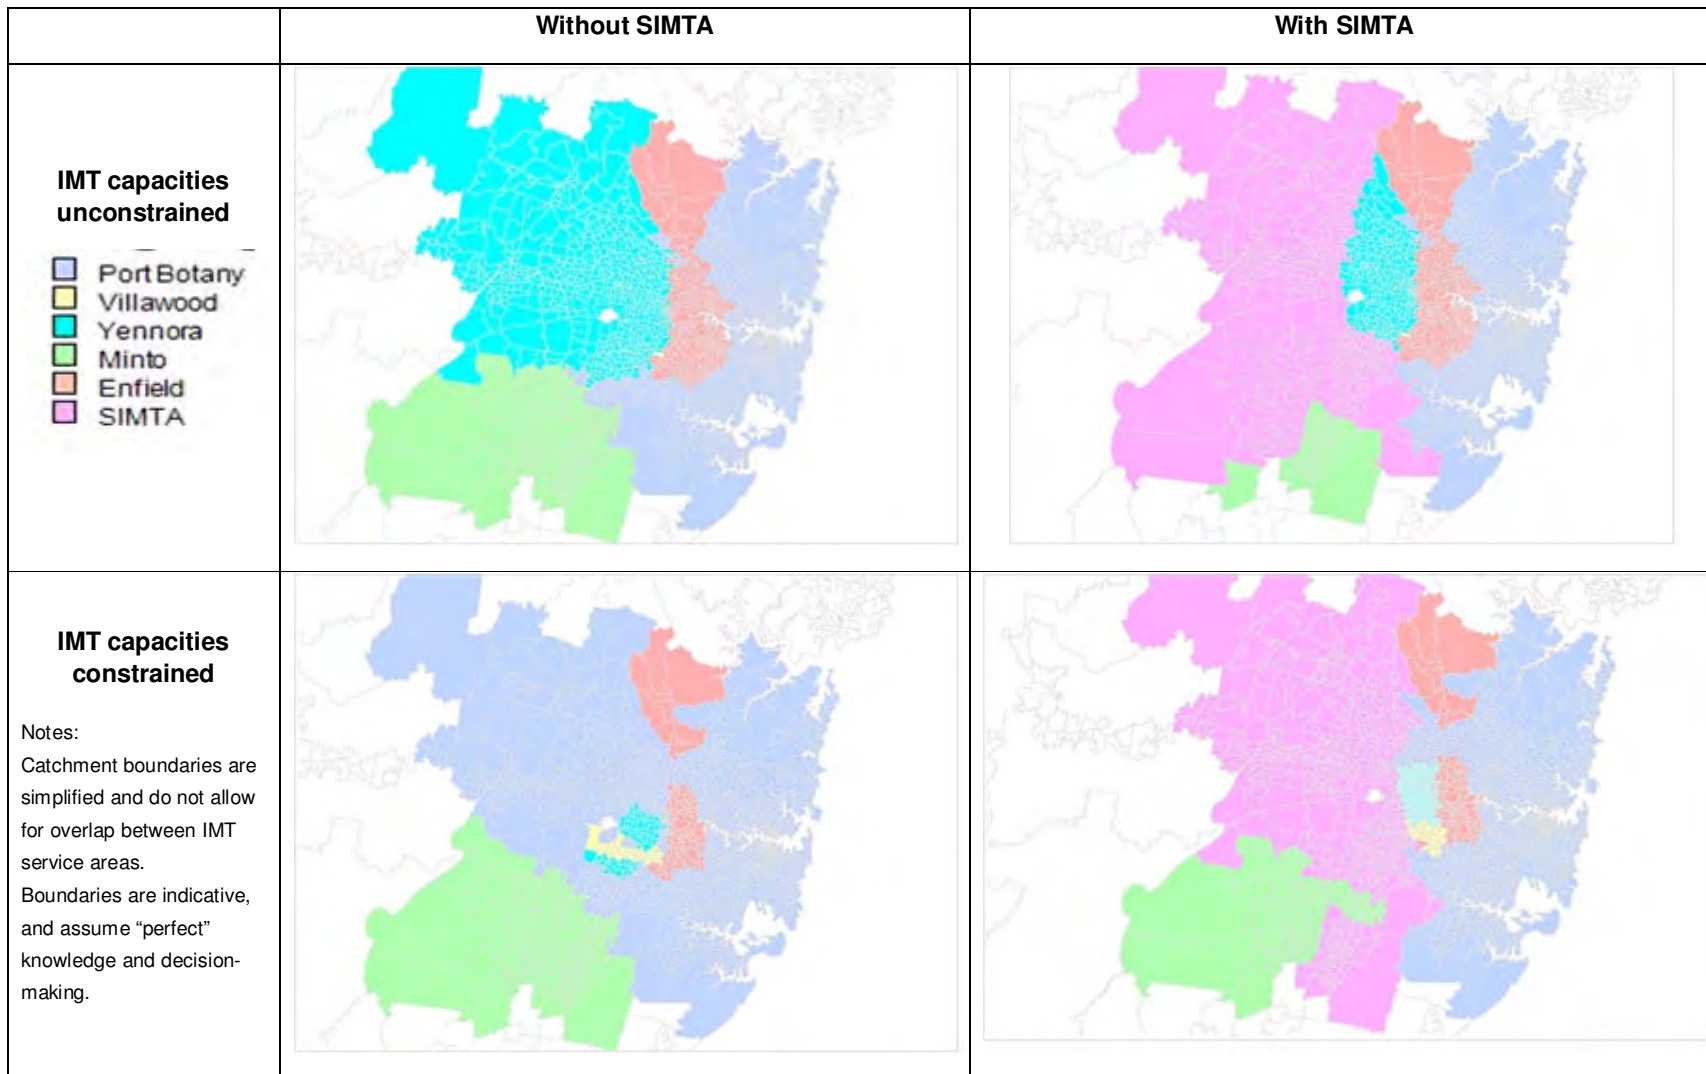 Without SIMTA
With SIMTA
IMT capacities
unconstrained
Port Botany
Villawood
Yennora
Minto
Enfield
SIMTA
IMT capacities
constrained
Notes:
Catchment boundaries are
simplified and do not allow
for overlap between IMT
service areas.
Boundaries are indicative,
and assume “perfect”
knowledge and decision-
making.